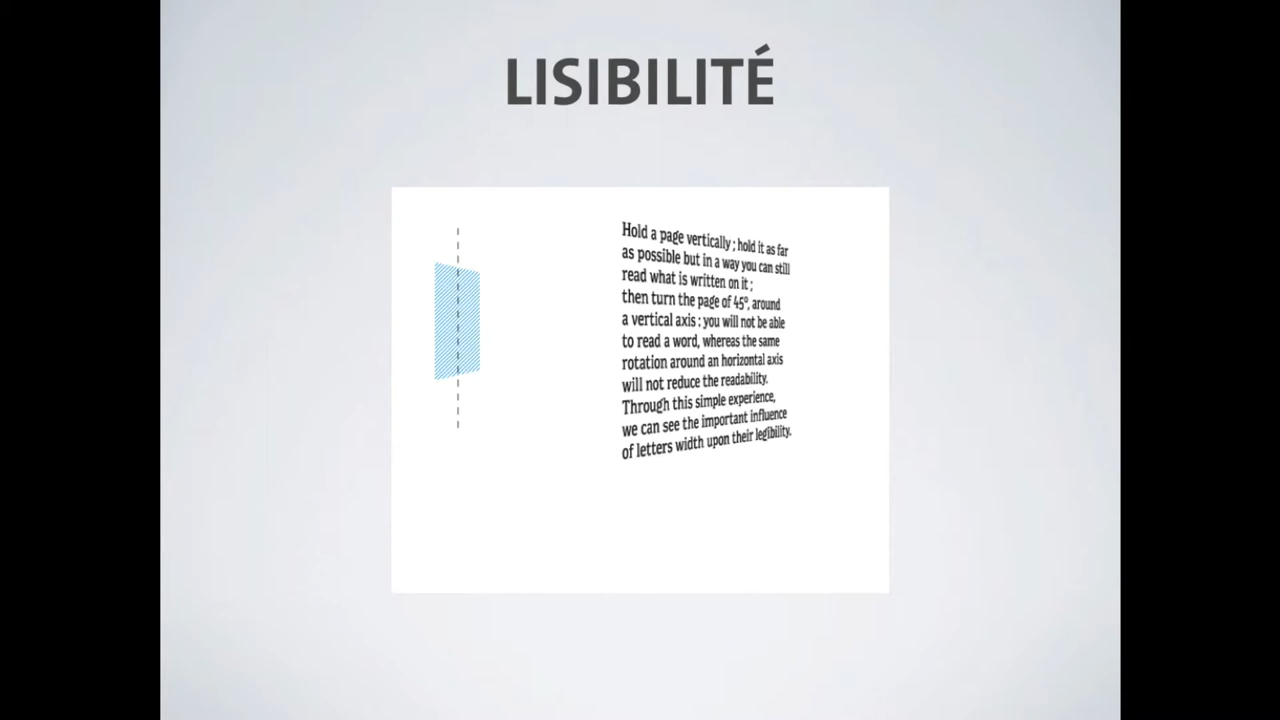 LISIBILITÉ
Hold a page vertically ; hold it as far
as possible but in a way you can still
read what is written on it ;
then turn the page of 45°, around
a vertical axis : you will not be able
to read a word, whereas the same
rotation around an horizontal axis
will not reduce the readability.
Through this simple experience,
we can see the important influence
of letters width upon their legibility.